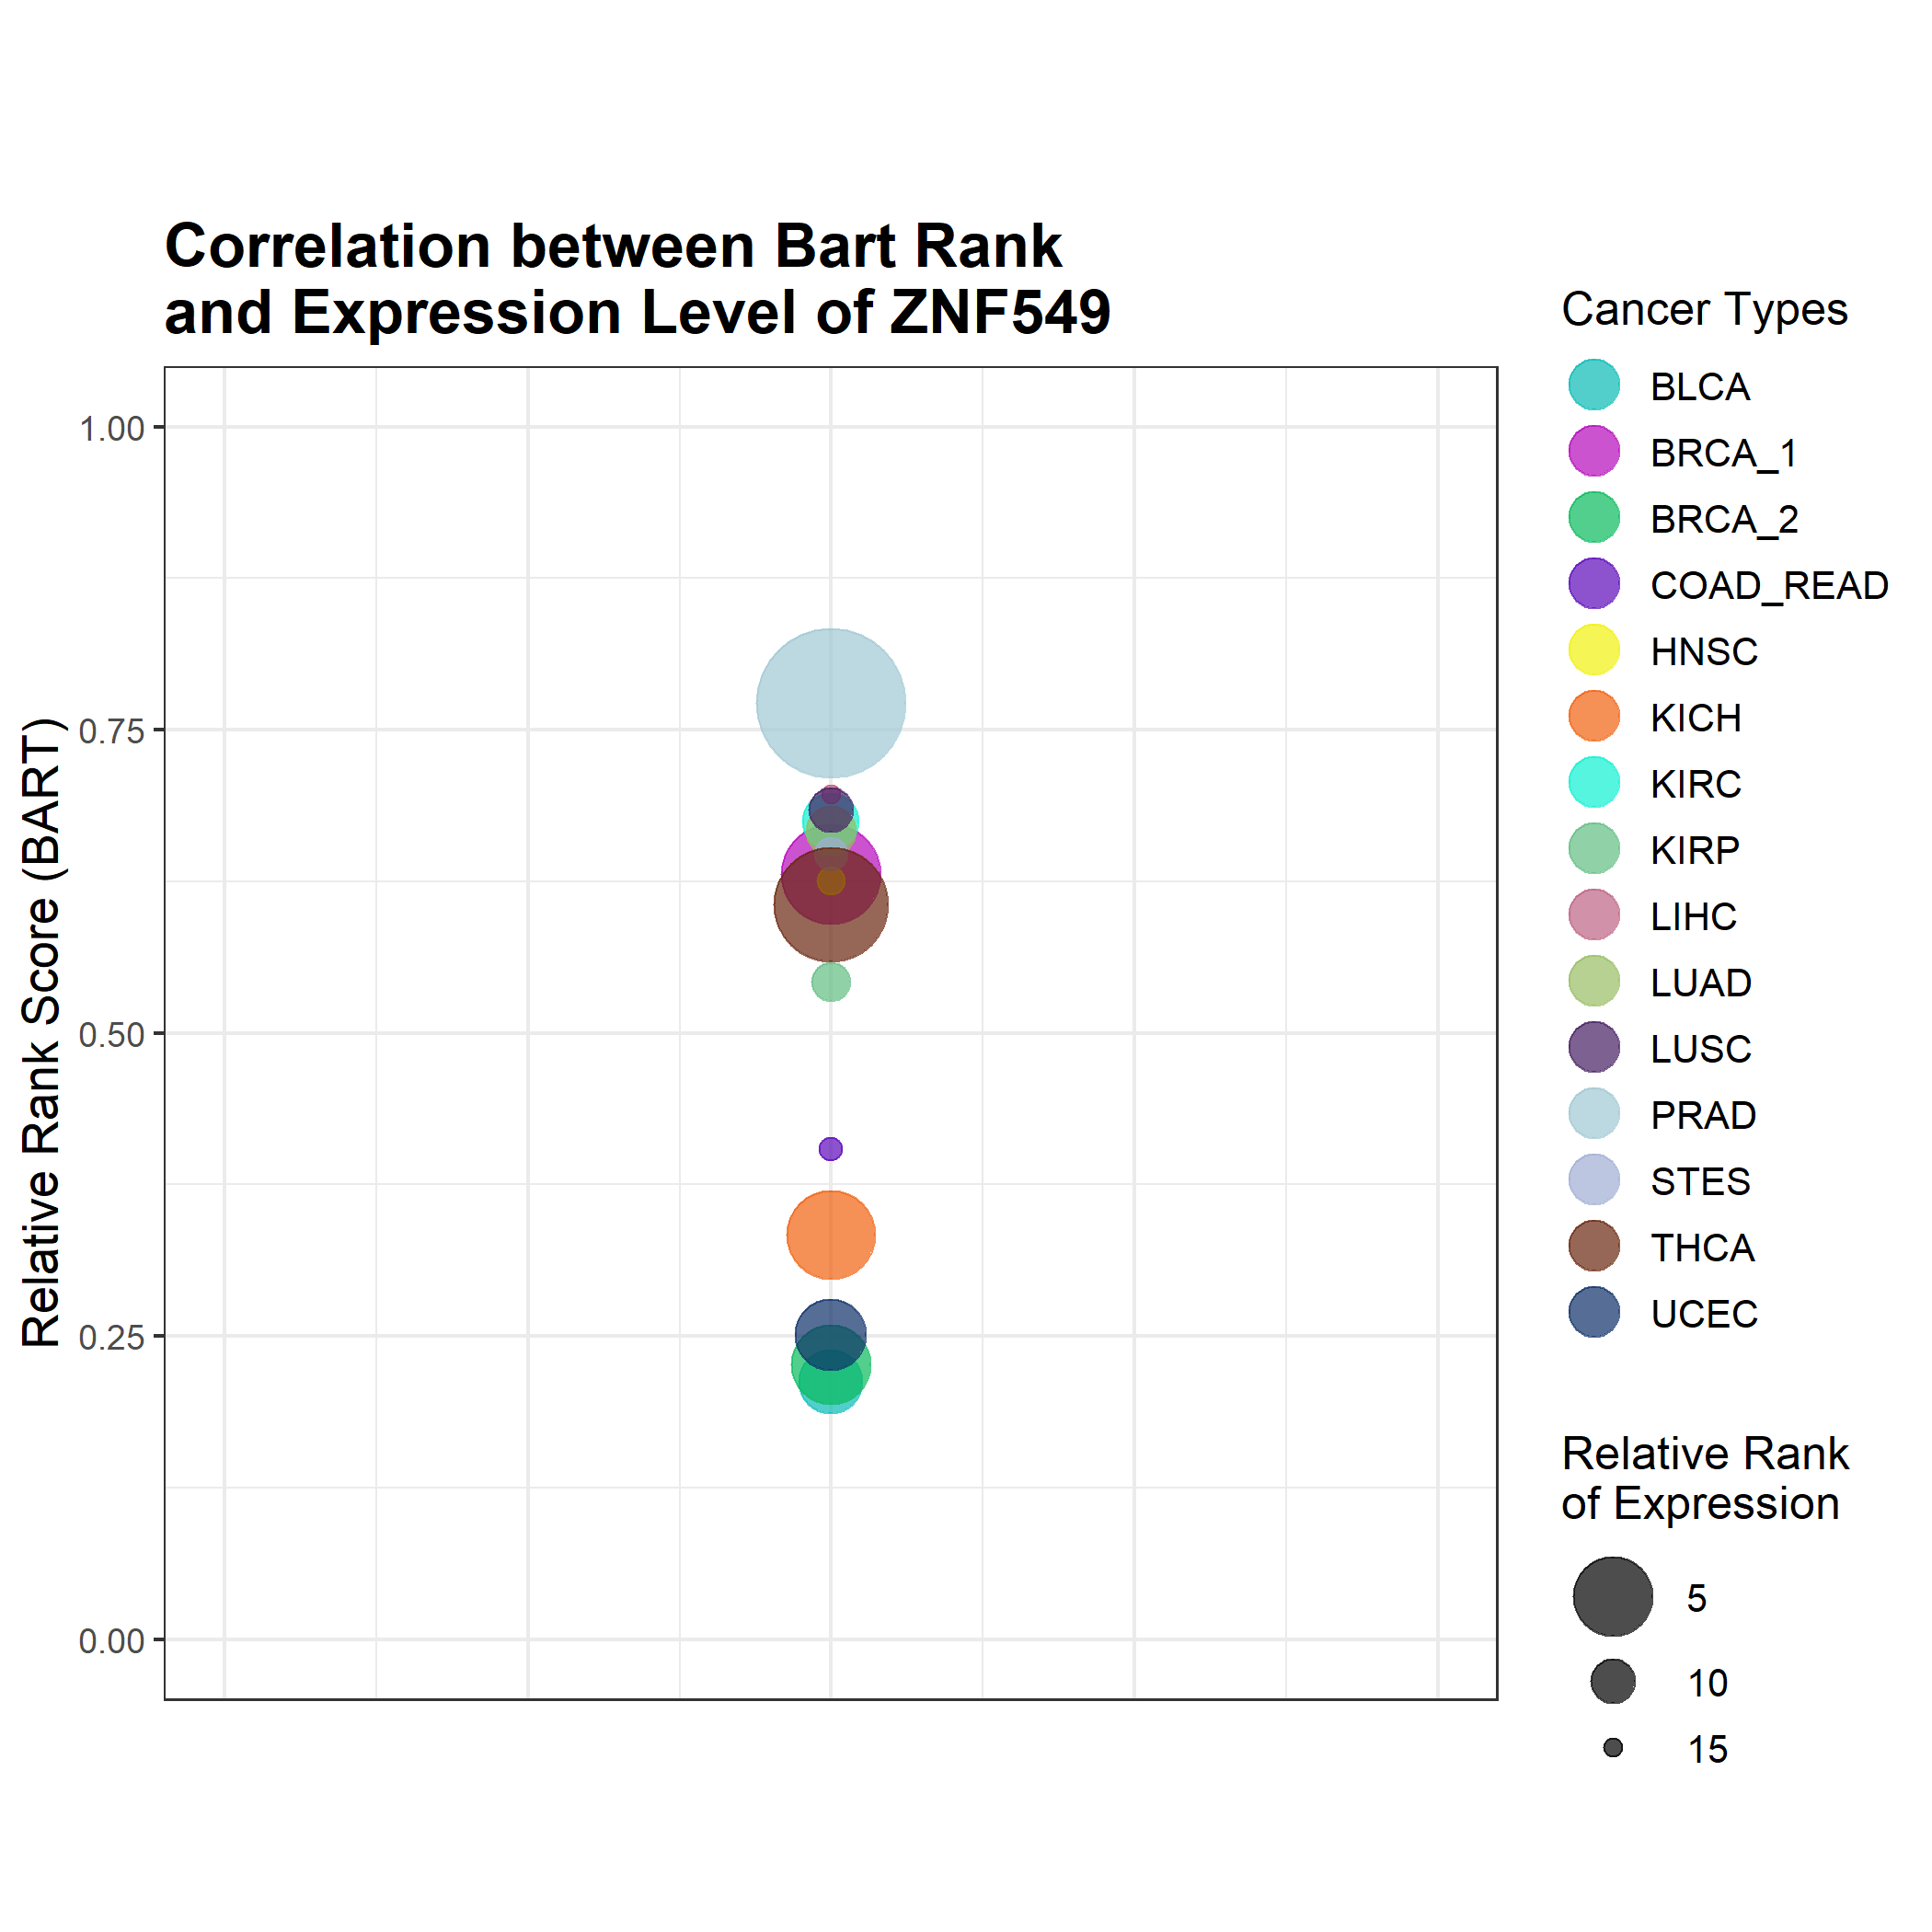 Correlation between Bart Rank
and Expression Level of ZNF549
Relative Rank Score (BART)
1.00
0.75
0.50
0.25
0.00
Cancer Types
BLCA
BRCA_1
BRCA_2
COAD_READ
HNSC
KICH
KIRC
KIRP
LIHC
LUAD
LUSC
PRAD
STES
THCA
UCEC
Relative Rank
of Expression
5
10
15